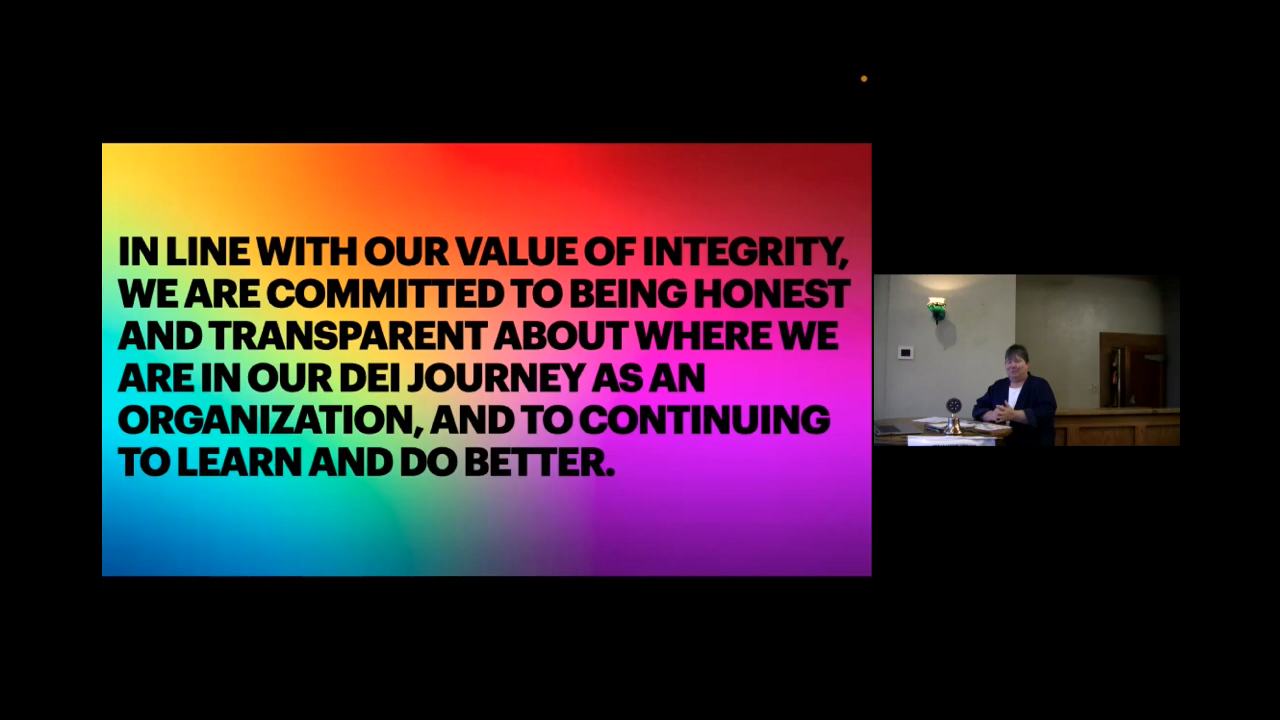 IN LINE WITH OUR VALUE OF INTEGRITY,
WE ARE COMMITTED TO BEING HONEST
AND TRANSPARENT ABOUT WHERE WE
ARE IN OUR DEI JOURNEY AS AN
ORGANIZATION, AND TO CONTINUING
TO LEARN AND DO BETTER.